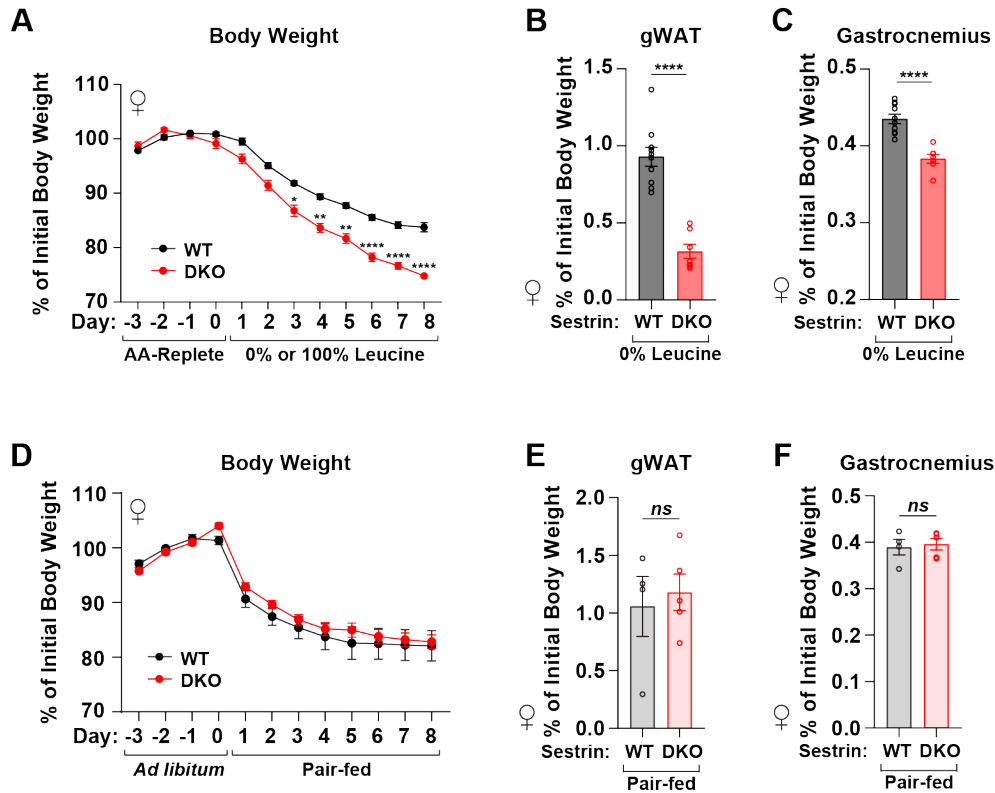 A
Body Weight
% of Initial Body Weight
110
100
90
80
70
WT
DKO
*
**
**
****
****
****
Day: -3 -2 -1 0 1 2 3 4 5 6 7 8
AA-Replete
0% or 100% Leucine
B
gWAT
% of Initial Body Weight
1.5
1.0
0.5
0.0
****
Sestrin: WT DKO
0% Leucine
C
Gastrocnemius
% of Initial Body Weight
0.5
0.4
0.3
0.2
****
Sestrin: WT DKO
0% Leucine
D
Body Weight
% of Initial Body Weight
110
100
90
80
70
WT
DKO
Day: -3 -2 -1 0 1 2 3 4 5 6 7 8
Ad libitum
Pair-fed
E
gWAT
% of Initial Body Weight
2.0
1.5
1.0
0.5
0.0
ns
Sestrin: WT DKO
Pair-fed
F
Gastrocnemius
% of Initial Body Weight
0.5
0.4
0.3
0.2
0.1
0.0
ns
Sestrin: WT DKO
Pair-fed